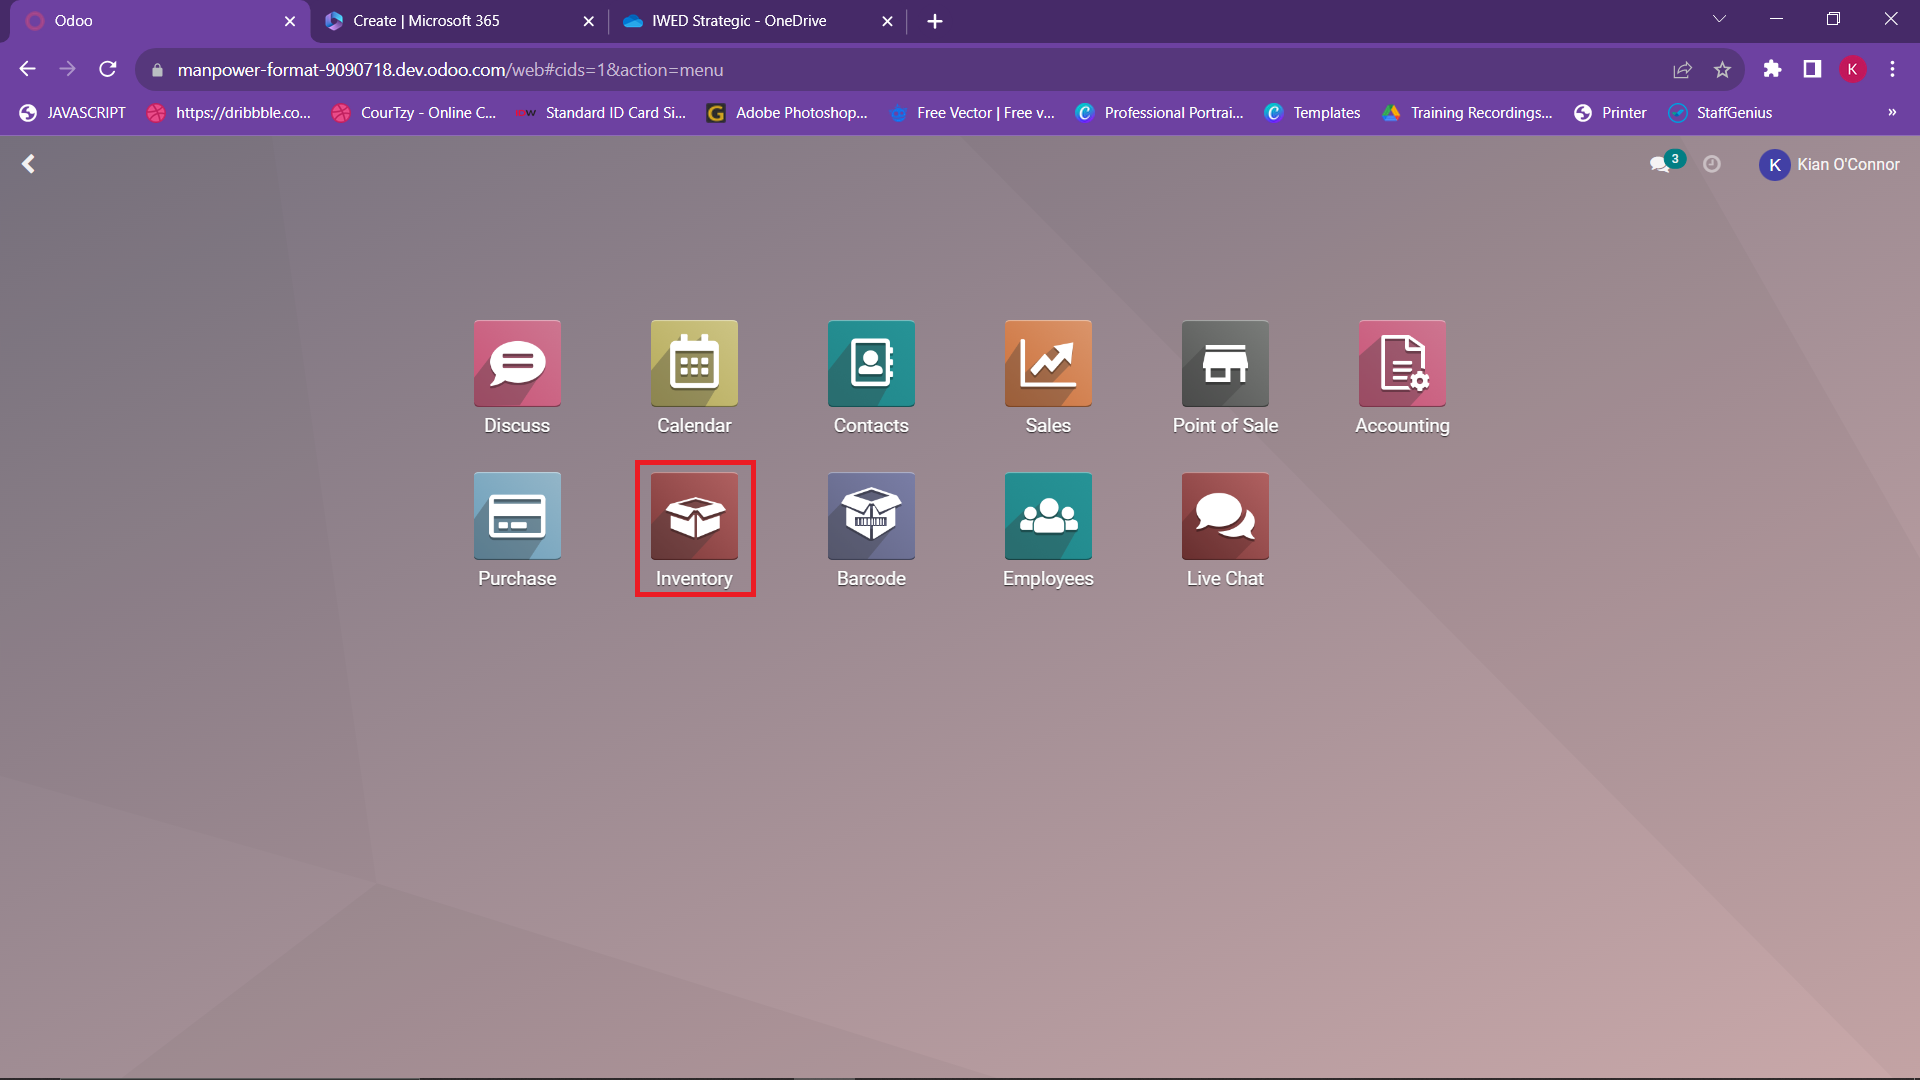 Odoo
Create | Microsoft 365
IWED Strategic - OneDrive
manpower-format-9090718.dev.odoo.com/web#cids=1&action=menu
K
JAVASCRIPT
https://dribbble.co...
CourTzy - Online C...
Standard ID Card Si...
Adobe Photoshop...
Free Vector | Free v...
Professional Portrai...
Templates
Training Recordings...
Printer
StaffGenius
»
3
K
Kian O'Connor
Discuss
Calendar
Contacts
Sales
Point of Sale
Accounting
Purchase
Inventory
Barcode
Employees
Live Chat